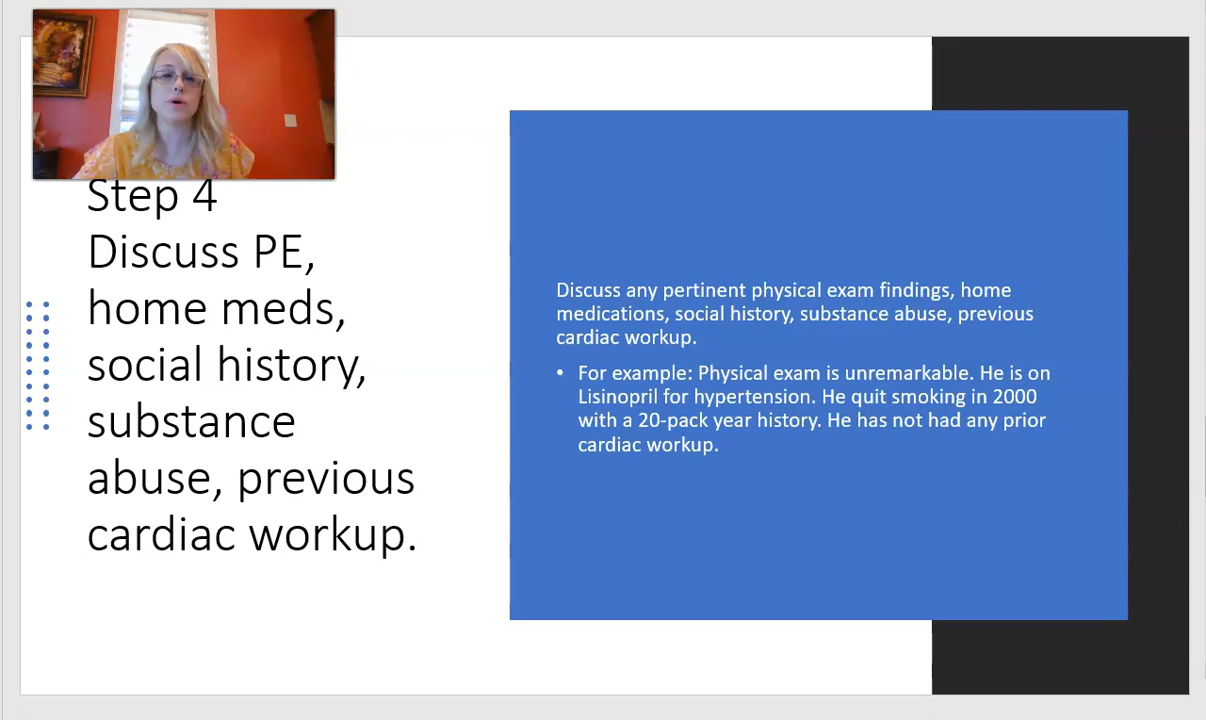 Step 4
Discuss PE,
home meds,
social history,
substance
abuse, previous
cardiac workup.
Discuss any pertinent physical exam findings, home
medications, social history, substance abuse, previous
cardiac workup.
• For example: Physical exam is unremarkable. He is on
Lisinopril for hypertension. He quit smoking in 2000
with a 20-pack year history. He has not had any prior
cardiac workup.